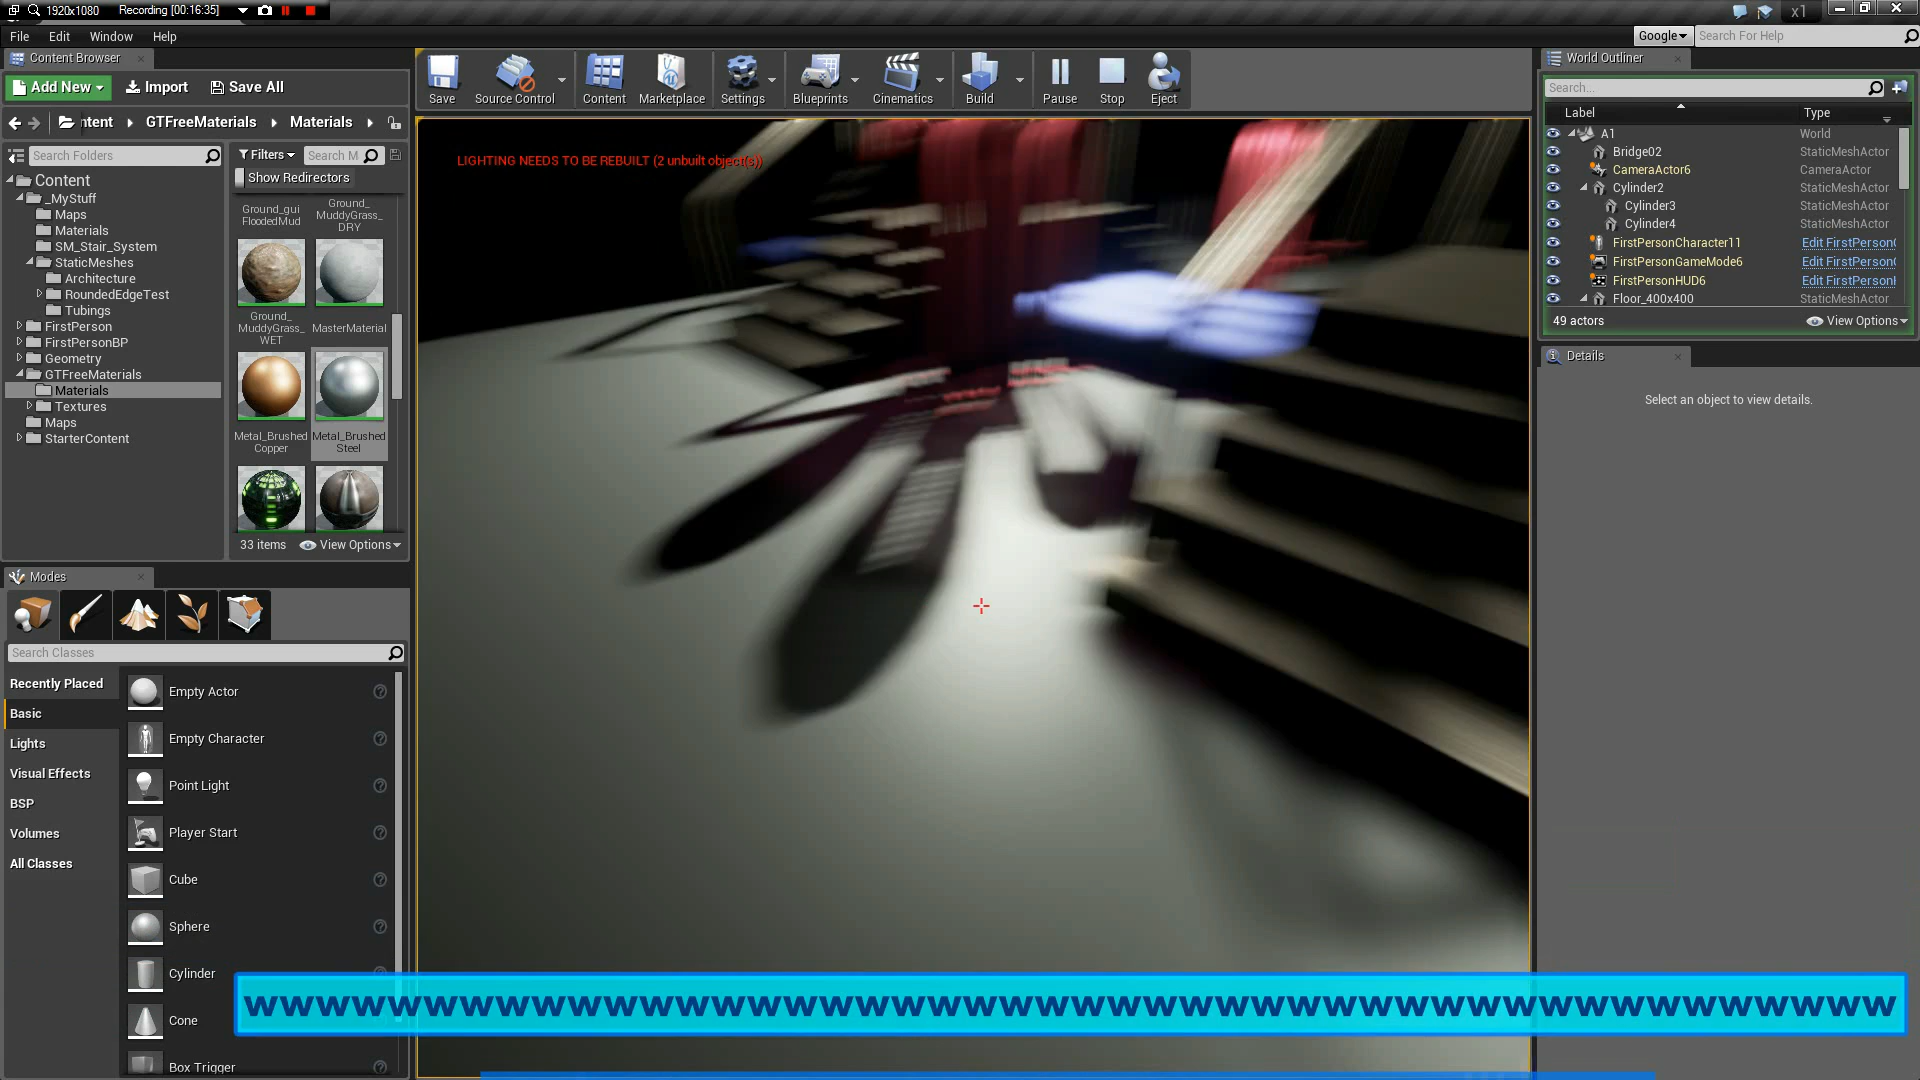 1920x1080 Recording [00:16:35]
x1
File Edit Window Help
Google Search For Help
Content Browser
Add New Import Save All
ntent GTFreeMaterials Materials
Search Folders
Filters Search M
Show Redirectors
Content
_MyStuff
Maps
Materials
SM_Stair_System
StaticMeshes
Architecture
RoundedEdgeTest
Tubings
FirstPerson
FirstPersonBP
Geometry
GTFreeMaterials
Materials
Textures
Maps
StarterContent
Ground_gui
FloodedMud
Ground_
MuddyGrass_
DRY
Ground_
MuddyGrass_
WET
MasterMaterial
Metal_Brushed
Copper
Metal_Brushed
Steel
33 items View Options
Modes
Search Classes
Recently Placed
Basic
Lights
Visual Effects
BSP
Volumes
All Classes
Empty Actor
Empty Character
Point Light
Player Start
Cube
Sphere
Cylinder
Cone
Box Trigger
Save Source Control Content Marketplace Settings Blueprints Cinematics Build Pause Stop Eject
LIGHTING NEEDS TO BE REBUILT (2 unbuilt object(s))
World Outliner
Search...
Label Type
A1 World
Bridge02 StaticMeshActor
CameraActor6 CameraActor
Cylinder2 StaticMeshActor
Cylinder3 StaticMeshActor
Cylinder4 StaticMeshActor
FirstPersonCharacter11 Edit FirstPerson
FirstPersonGameMode6 Edit FirstPerson
FirstPersonHUD6 Edit FirstPerson
Floor_400x400 StaticMeshActor
49 actors View Options
Details
Select an object to view details.
wwwwwwwwwwwwwwwwwwwwwwwwwwwwwwwwwwwwwwwwwwwwww